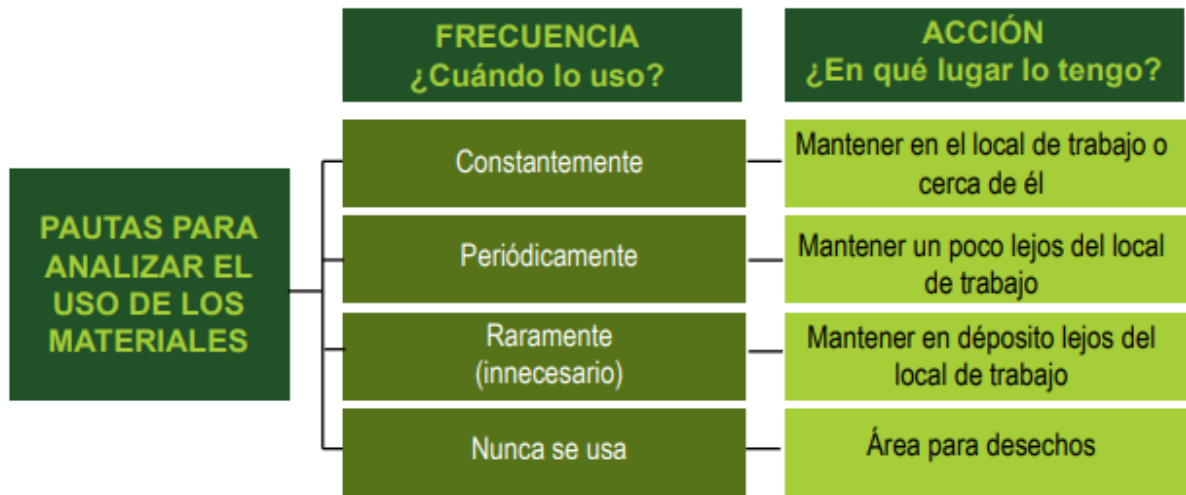 FRECUENCIA
¿Cuándo lo uso?
ACCIÓN
¿En qué lugar lo tengo?
PAUTAS PARA
ANALIZAR EL
USO DE LOS
MATERIALES
Constantemente
Mantener en el local de trabajo o
cerca de él
Periódicamente
Mantener un poco lejos del local
de trabajo
Raramente
(innecesario)
Mantener en déposito lejos del
local de trabajo
Nunca se usa
Área para desechos